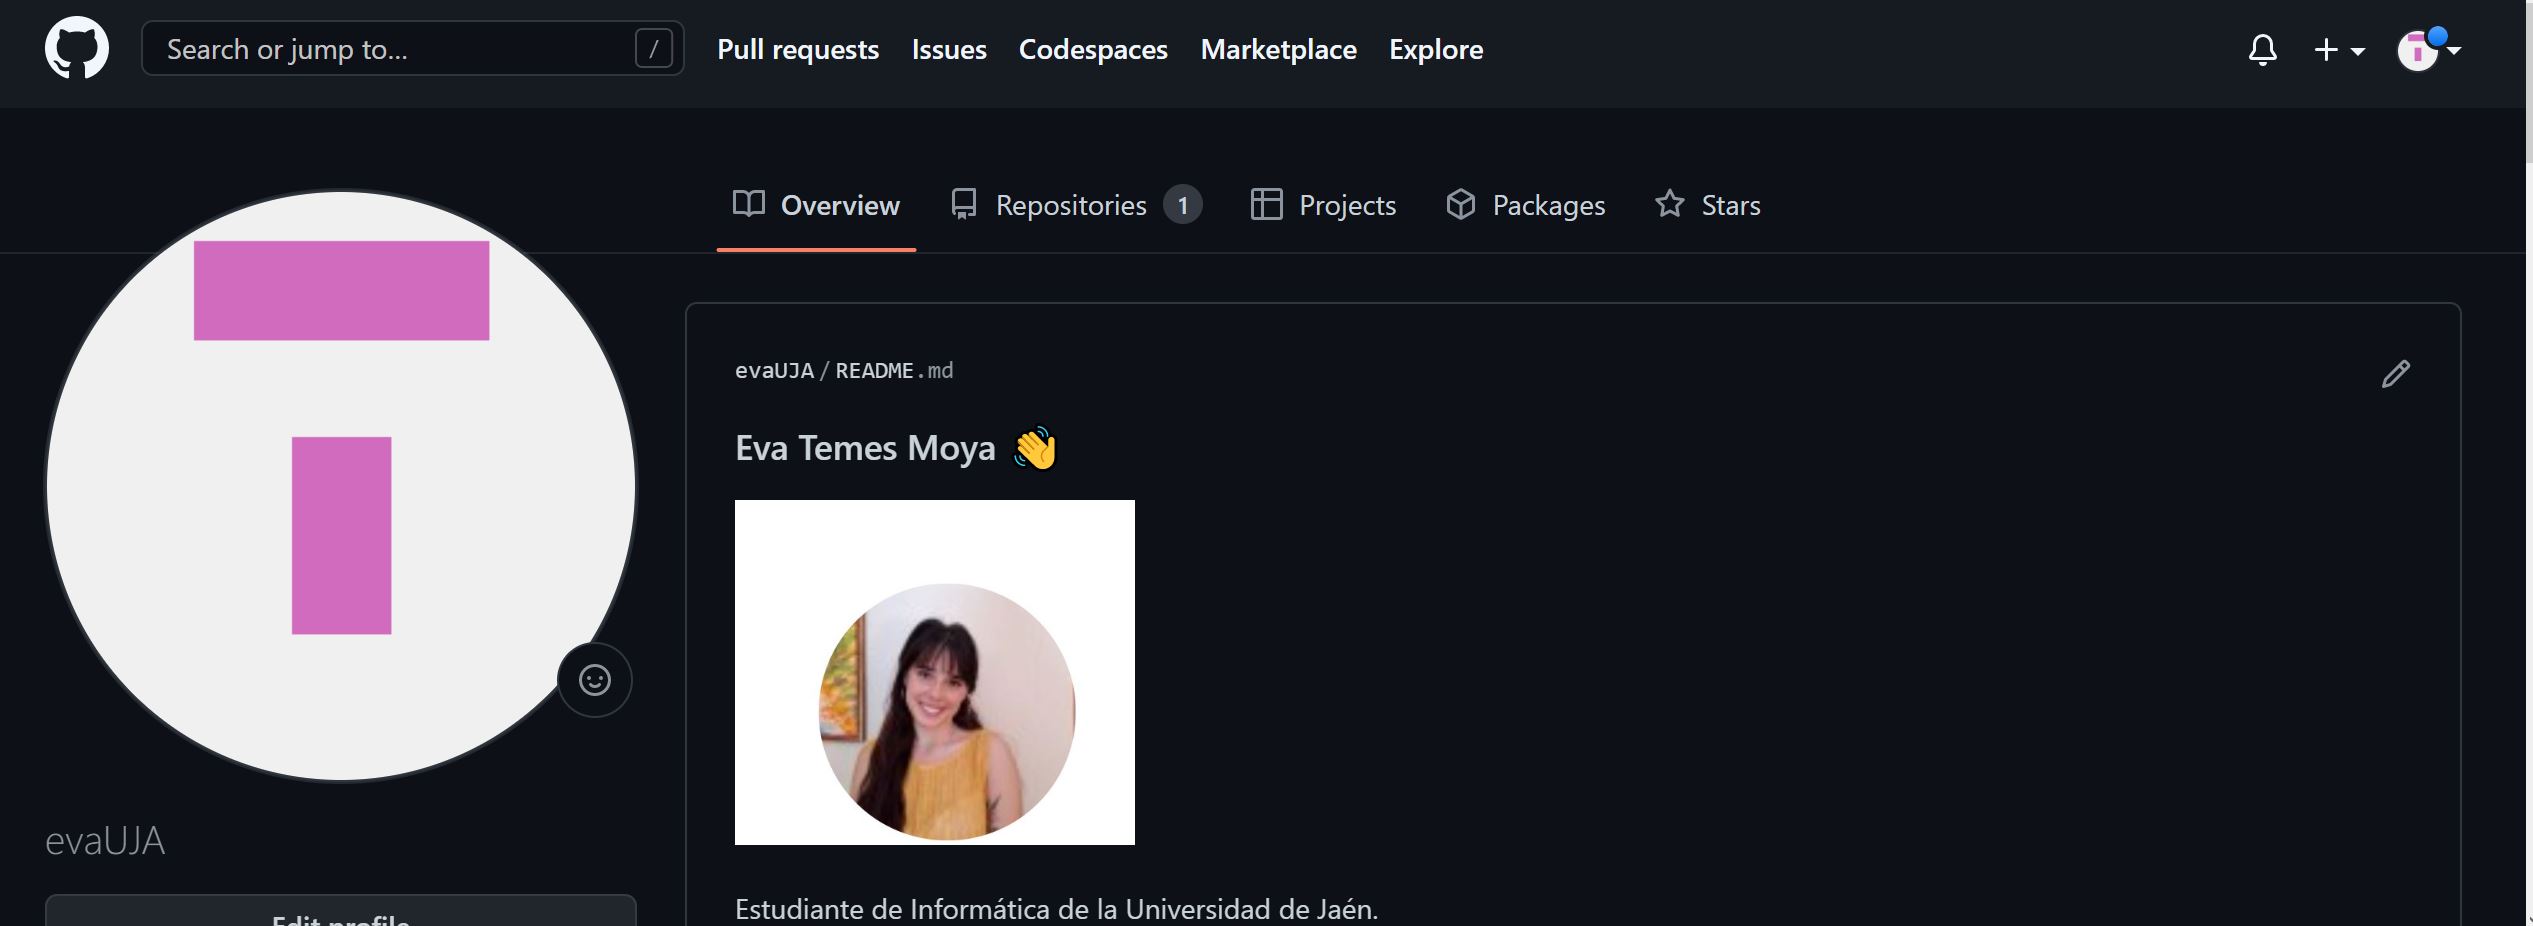 Search or jump to... / Pull requests Issues Codespaces Marketplace Explore
Overview Repositories 1 Projects Packages Stars
evaUJA / README.md
Eva Temes Moya 👋
evaUJA
Edit profile
Estudiante de Informática de la Universidad de Jaén.